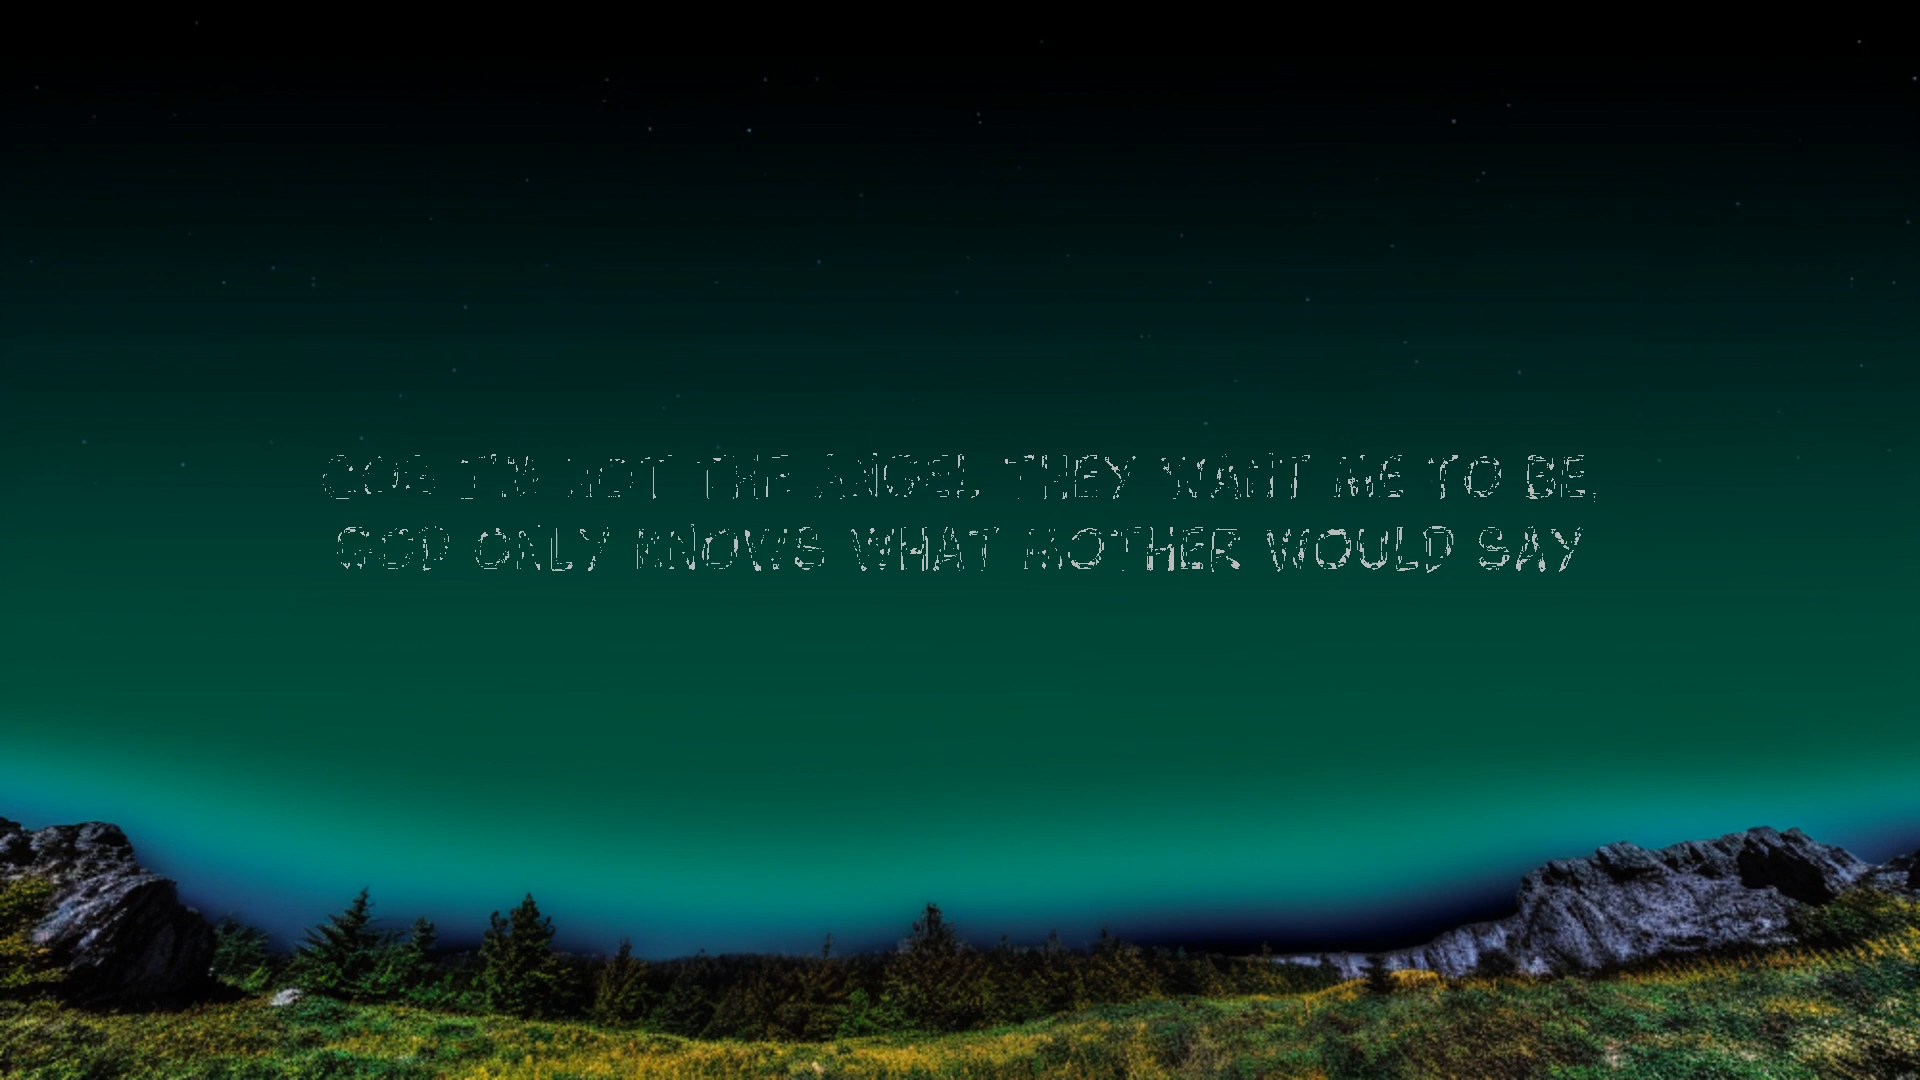 COS I'M NOT THE ANGEL THEY WANT ME TO BE,
GOD ONLY KNOWS WHAT MOTHER WOULD SAY